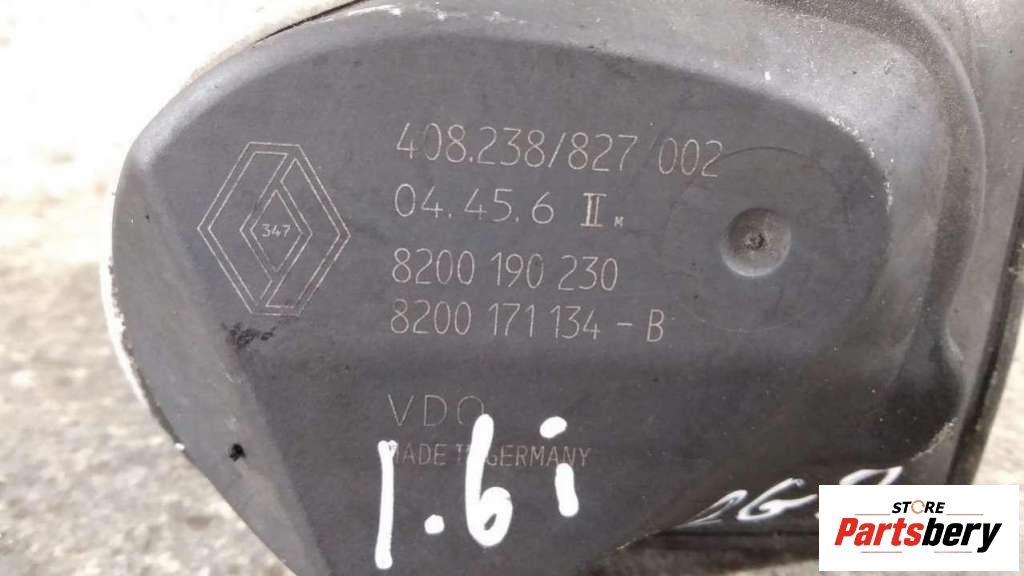 408.238/827/002
04.45.6 II M
347
8200 190 230
8200 171 134 - B
VDO
MADE IN GERMANY
1.6i
STORE
Partsbery